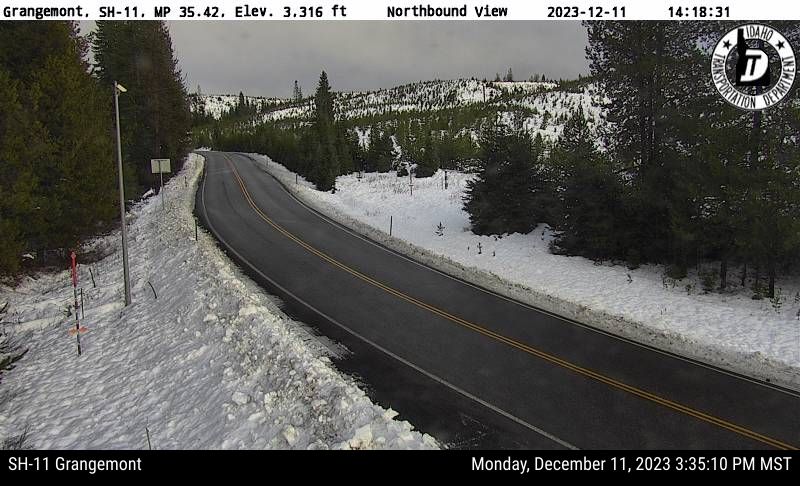 Grangemont, SH-11, MP 35.42, Elev. 3,316 ft Northbound View 2023-12-11 14:18:31
IDAHO
TRANSPORTATION DEPARTMENT
SH-11 Grangemont Monday, December 11, 2023 3:35:10 PM MST